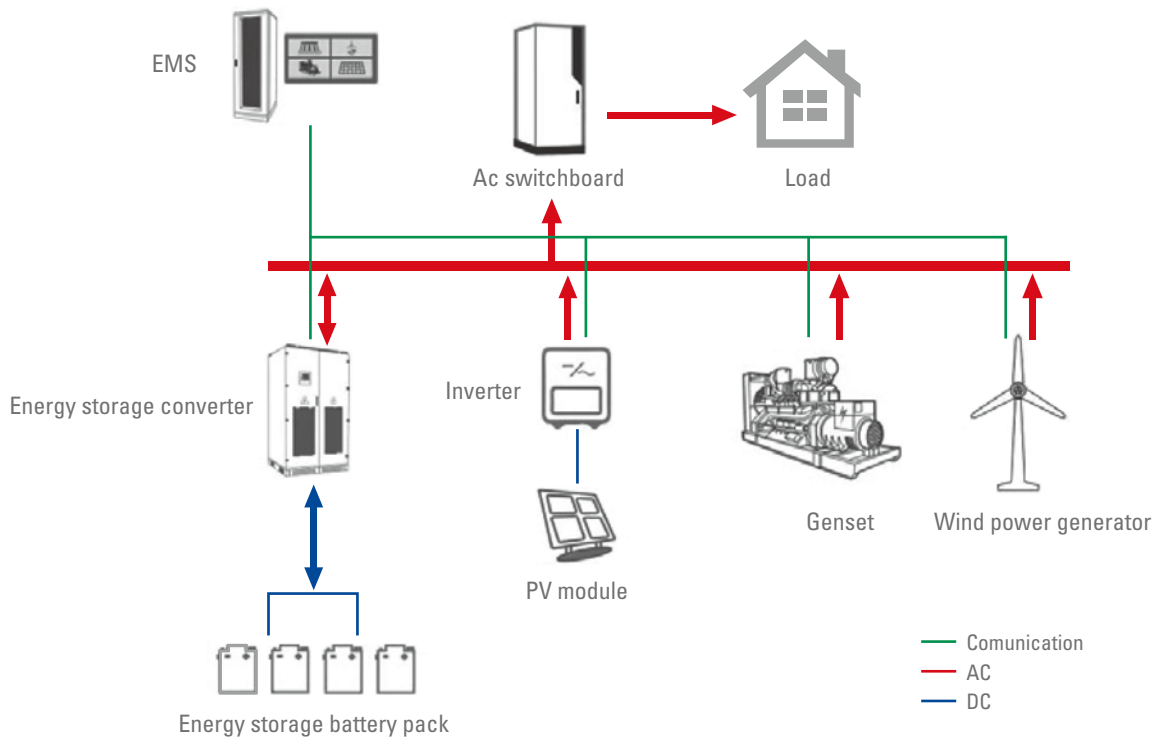 EMS
Ac switchboard
Load
Energy storage converter
Inverter
Genset
Wind power generator
PV module
Energy storage battery pack
Comunication
AC
DC